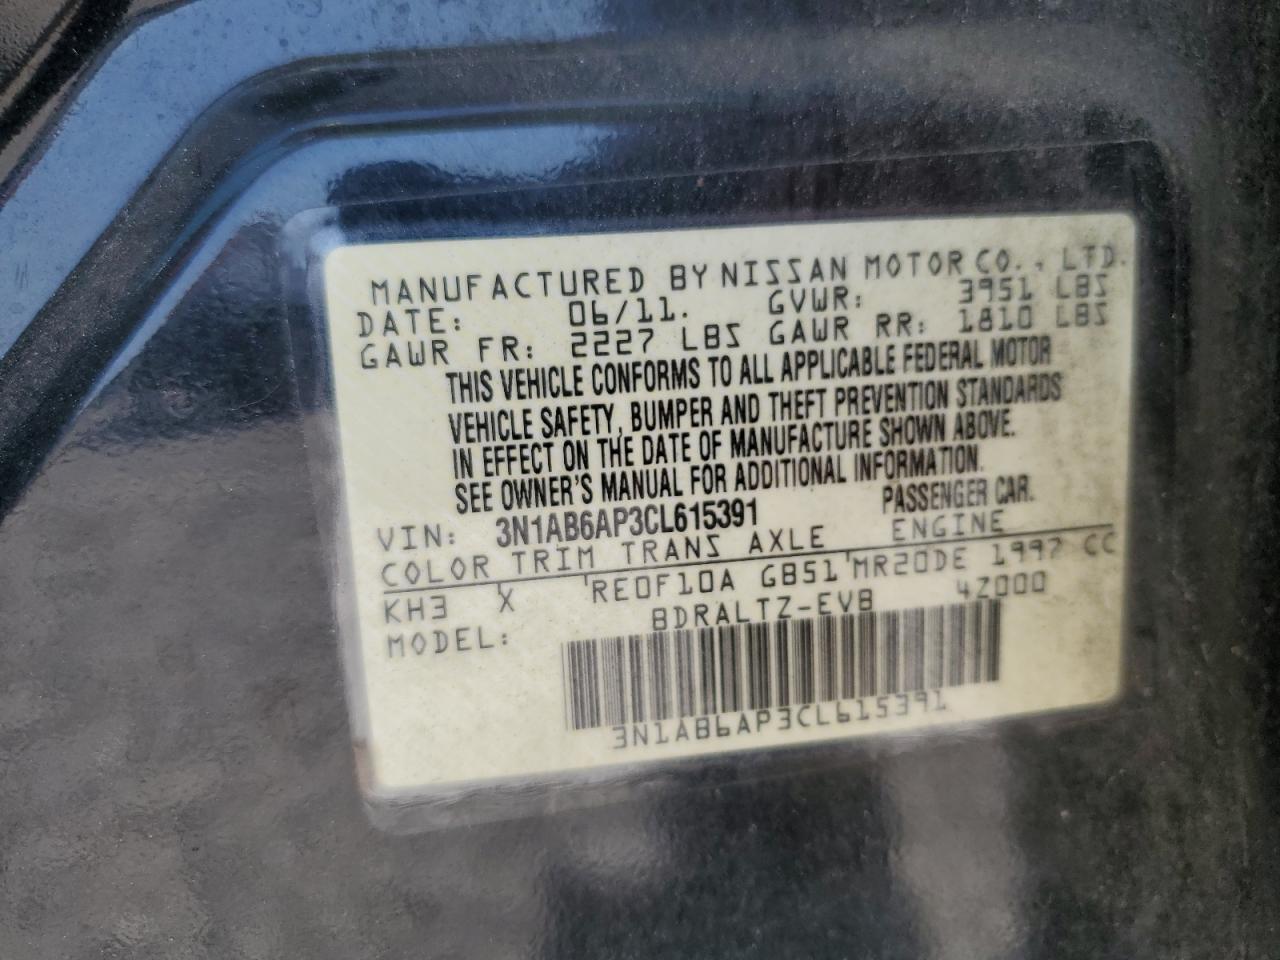 MANUFACTURED BY NISSAN MOTOR CO., LTD.
DATE: 06/11. GVWR: 3951 LBS
GAWR FR: 2227 LBS GAWR RR: 1810 LBS
THIS VEHICLE CONFORMS TO ALL APPLICABLE FEDERAL MOTOR
VEHICLE SAFETY, BUMPER AND THEFT PREVENTION STANDARDS
IN EFFECT ON THE DATE OF MANUFACTURE SHOWN ABOVE.
SEE OWNER'S MANUAL FOR ADDITIONAL INFORMATION.
VIN: 3N1AB6AP3CL615391 PASSENGER CAR.
COLOR TRIM TRANS AXLE ENGINE
KH3 X RE0F10A GB51 MR20DE 1997 CC
MODEL: BDRALTZ-EVB 4Z000
3N1AB6AP3CL615391